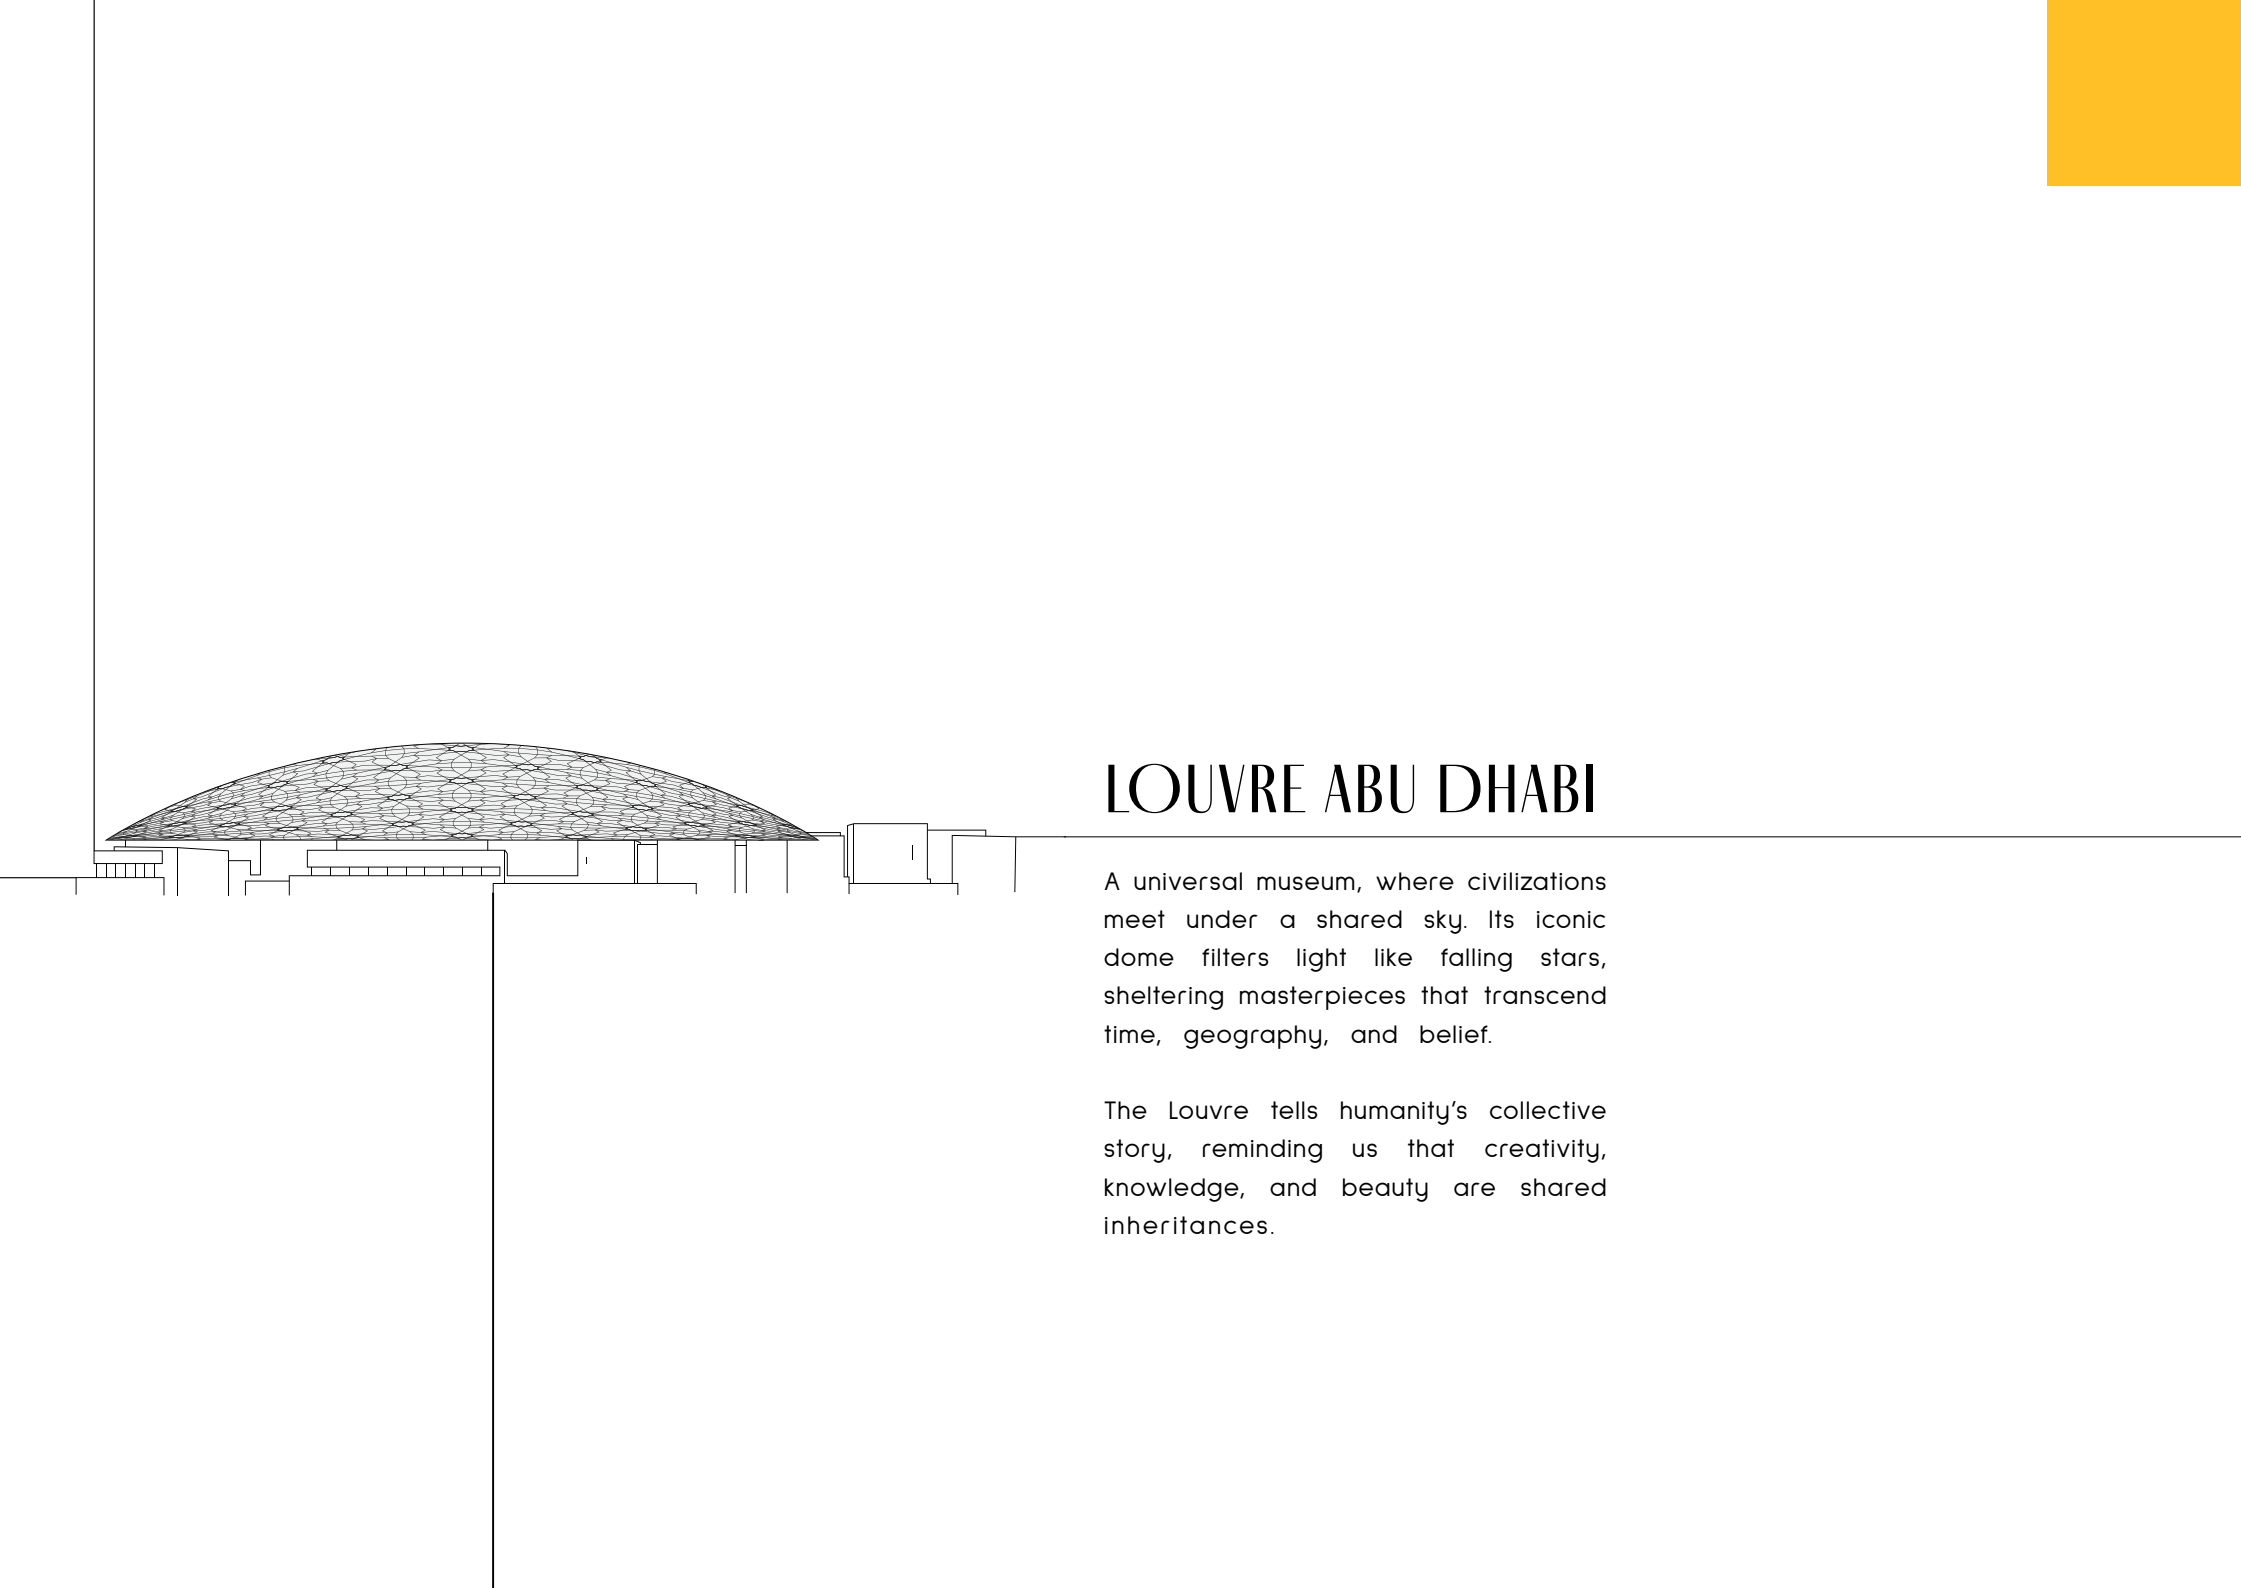 LOUVRE ABU DHABI
A universal museum, where civilizations
meet under a shared sky. Its iconic
dome filters light like falling stars,
sheltering masterpieces that transcend
time, geography, and belief.
The Louvre tells humanity’s collective
story, reminding us that creativity,
knowledge, and beauty are shared
inheritances.